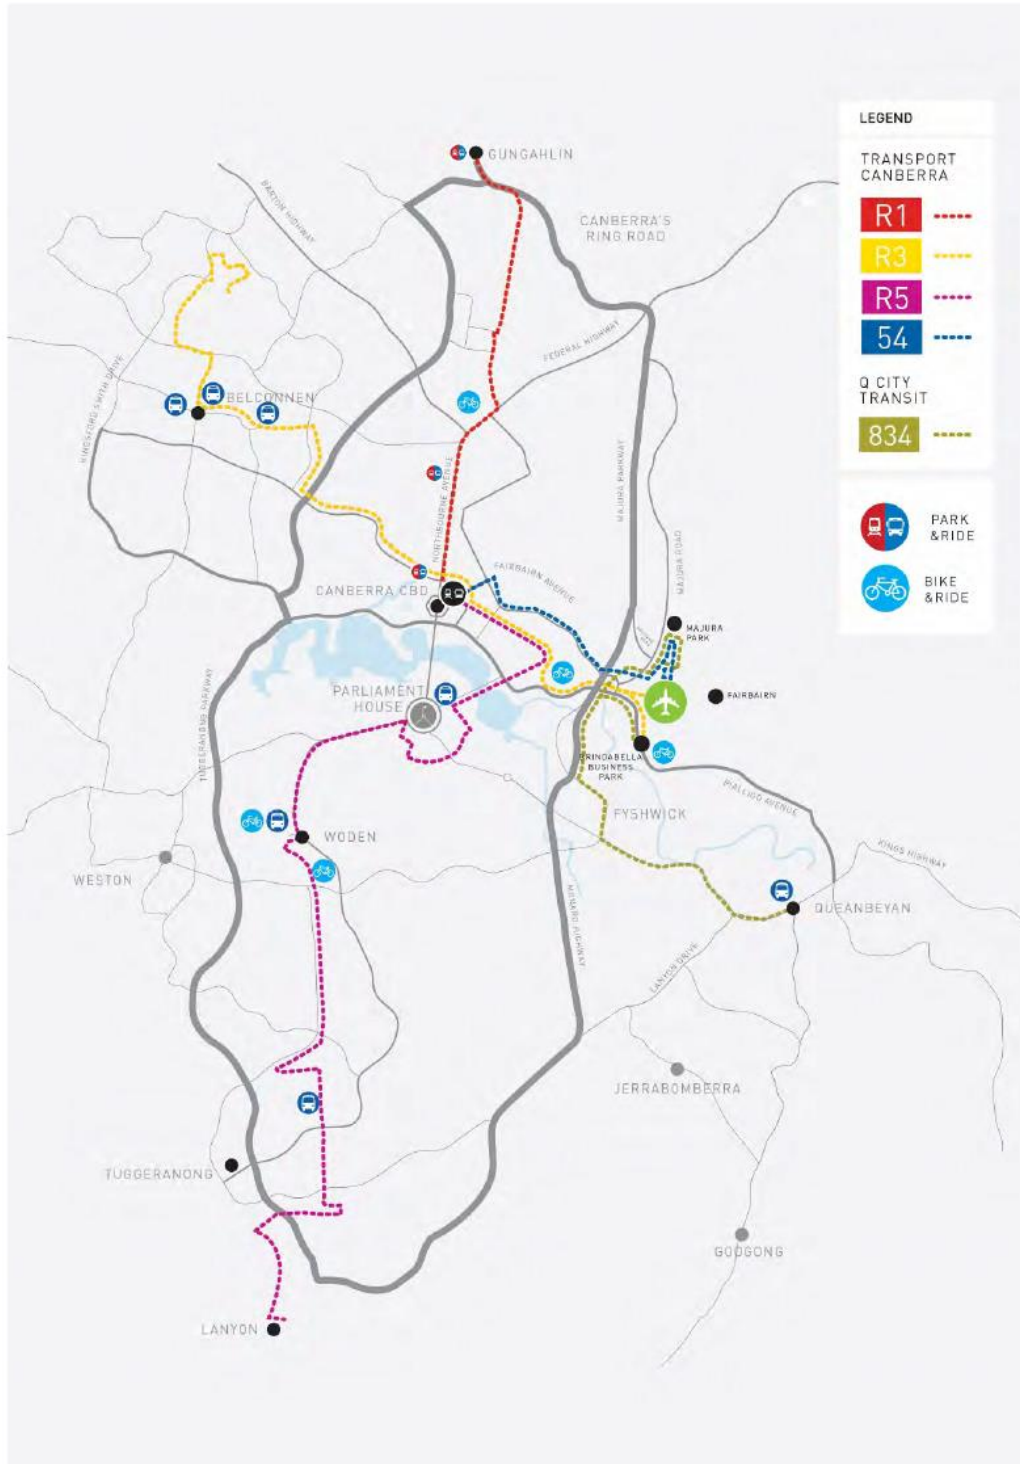 LEGEND
TRANSPORT
CANBERRA
R1
R3
R5
54
Q CITY
TRANSIT
834
PARK
&RIDE
BIKE
&RIDE
GUNGAHLIN
CANBERRA'S
RING ROAD
BARTON HIGHWAY
FEDERAL HIGHWAY
KINGSFORD SMITH DRIVE
BELCONNEN
NORTHBOURNE AVENUE
MAJURA PARKWAY
MAJURA ROAD
FAIRBAIRN AVENUE
CANBERRA CBD
MAJURA
PARK
PARLIAMENT
HOUSE
FAIRBAIRN
TUGGERANONG PARKWAY
BRINDABELLA
BUSINESS
PARK
PIALLIGO AVENUE
FYSHWICK
WODEN
KINGS HIGHWAY
WESTON
QUEANBEYAN
MONARO HIGHWAY
LANYON DRIVE
JERRABOMBERRA
TUGGERANONG
GOOGONG
LANYON